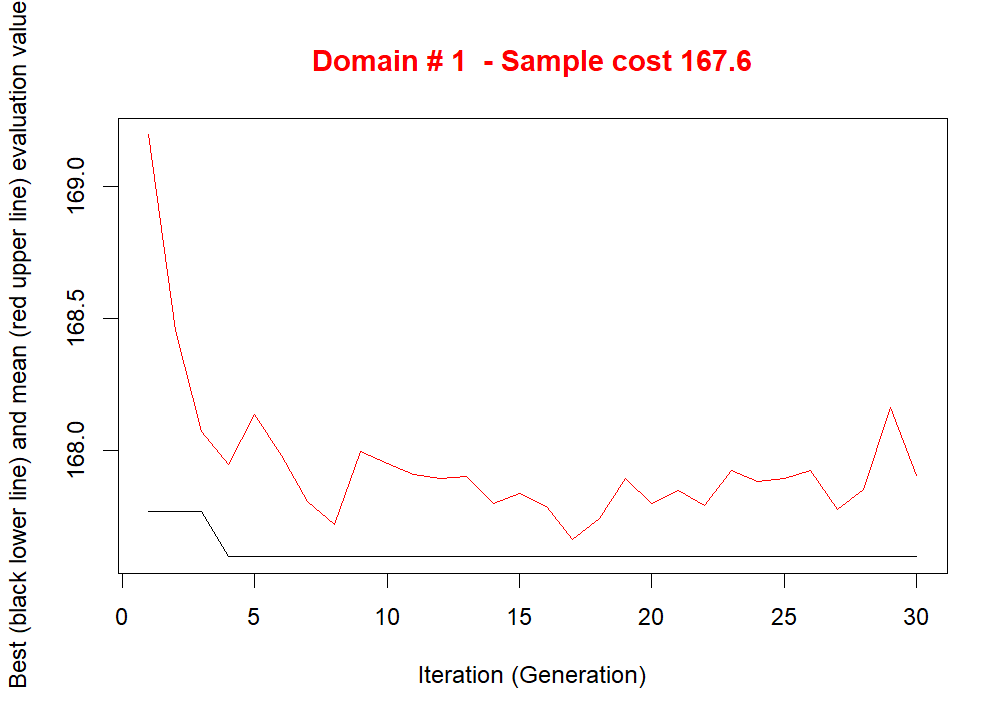 Domain # 1  - Sample cost 167.6
Best (black lower line) and mean (red upper line) evaluation value
169.0
168.5
168.0
0 5 10 15 20 25 30
Iteration (Generation)